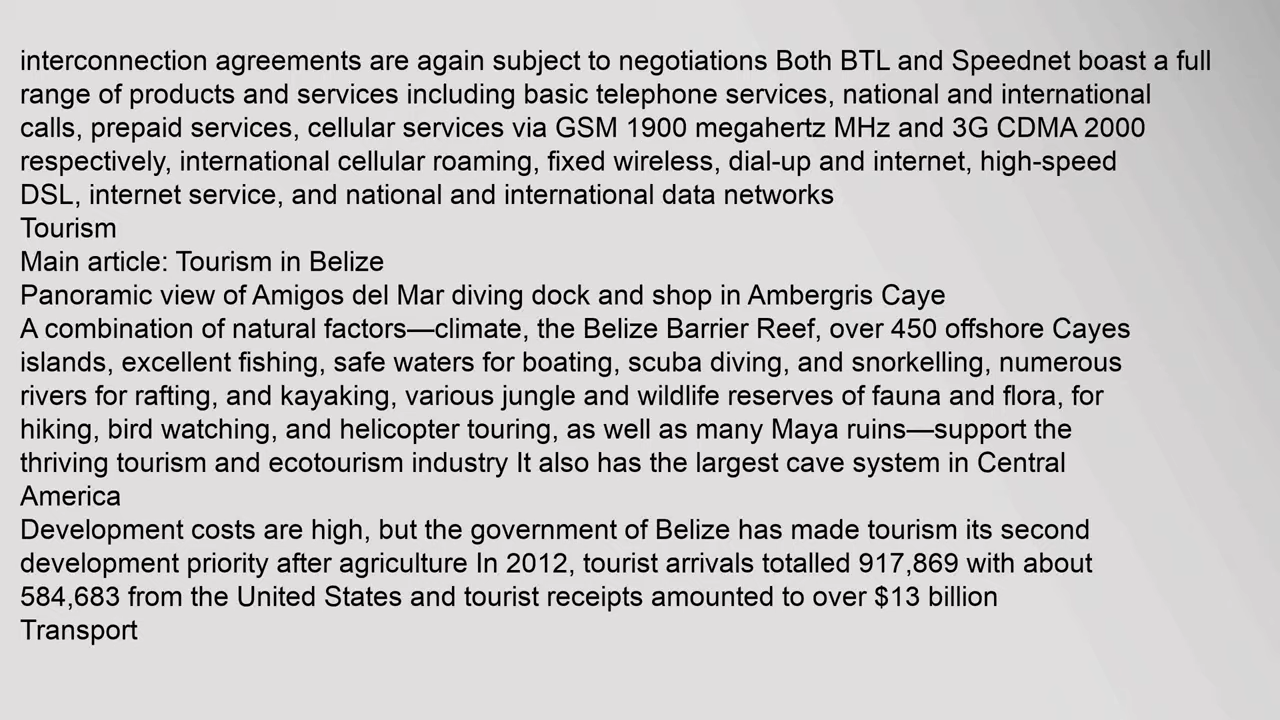 interconnection agreements are again subject to negotiations Both BTL and Speednet boast a full
range of products and services including basic telephone services, national and international
calls, prepaid services, cellular services via GSM 1900 megahertz MHz and 3G CDMA 2000
respectively, international cellular roaming, fixed wireless, dial-up and internet, high-speed
DSL, internet service, and national and international data networks
Tourism
Main article: Tourism in Belize
Panoramic view of Amigos del Mar diving dock and shop in Ambergris Caye
A combination of natural factors—climate, the Belize Barrier Reef, over 450 offshore Cayes
islands, excellent fishing, safe waters for boating, scuba diving, and snorkelling, numerous
rivers for rafting, and kayaking, various jungle and wildlife reserves of fauna and flora, for
hiking, bird watching, and helicopter touring, as well as many Maya ruins—support the
thriving tourism and ecotourism industry It also has the largest cave system in Central
America
Development costs are high, but the government of Belize has made tourism its second
development priority after agriculture In 2012, tourist arrivals totalled 917,869 with about
584,683 from the United States and tourist receipts amounted to over $13 billion
Transport